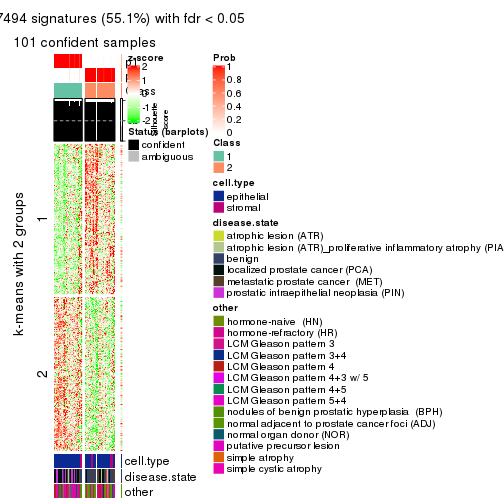 7494 signatures (55.1%) with fdr < 0.05
101 confident samples
z-score
2
1
0
-1
-2
Prob
1
0.8
0.6
0.4
0.2
0
p1
Silhouette
score
Status (barplots)
confident
ambiguous
Class
1
2
cell.type
epithelial
stromal
disease.state
atrophic lesion (ATR)
atrophic lesion (ATR)_proliferative inflammatory atrophy (PIA
benign
localized prostate cancer (PCA)
metastatic prostate cancer (MET)
prostatic intraepithelial neoplasia (PIN)
other
hormone-naive (HN)
hormone-refractory (HR)
LCM Gleason pattern 3
LCM Gleason pattern 3+4
LCM Gleason pattern 4
LCM Gleason pattern 4+3 w/ 5
LCM Gleason pattern 4+5
LCM Gleason pattern 5+4
nodules of benign prostatic hyperplasia (BPH)
normal adjacent to prostate cancer foci (ADJ)
normal organ donor (NOR)
putative precursor lesion
simple atrophy
simple cystic atrophy
k-means with 2 groups
1
2
cell.type
disease.state
other